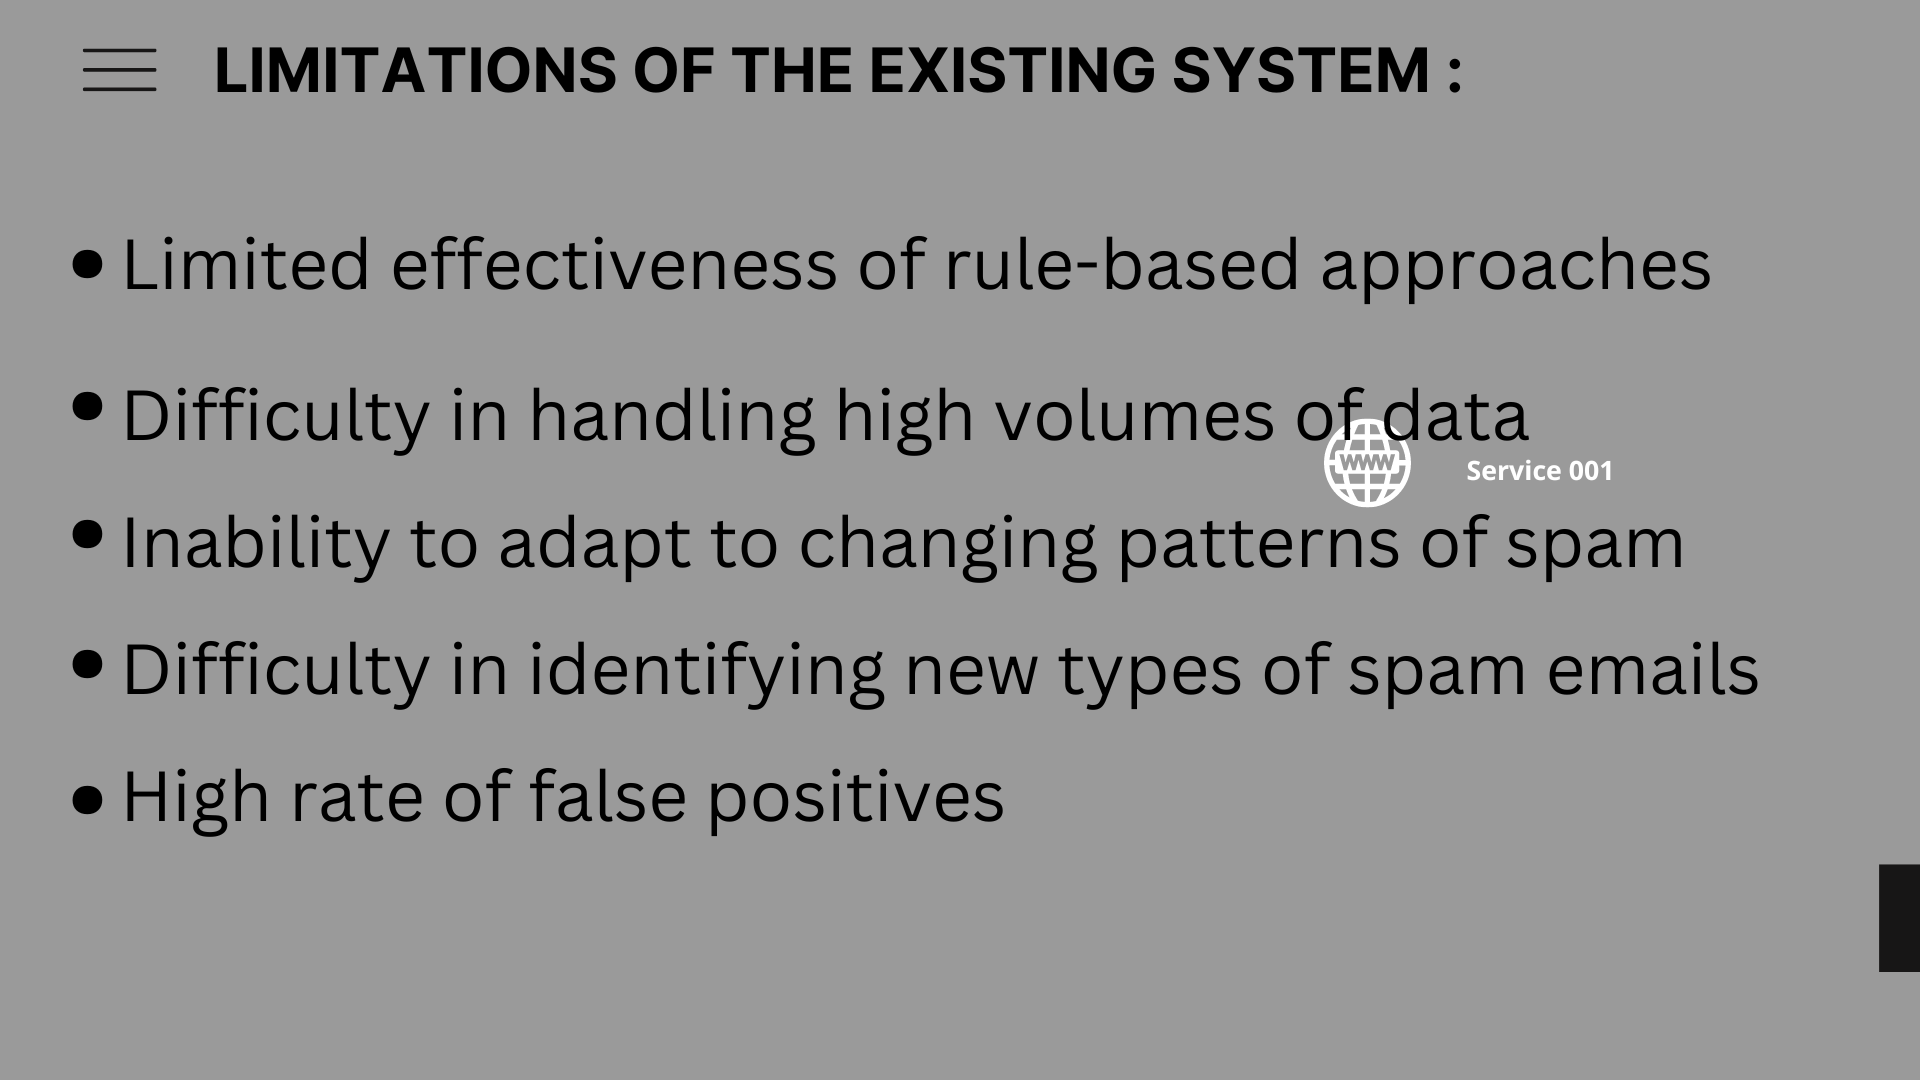 LIMITATIONS OF THE EXISTING SYSTEM :
• Limited effectiveness of rule-based approaches
• Difficulty in handling high volumes of data
WWW
Service 001
• Inability to adapt to changing patterns of spam
• Difficulty in identifying new types of spam emails
• High rate of false positives